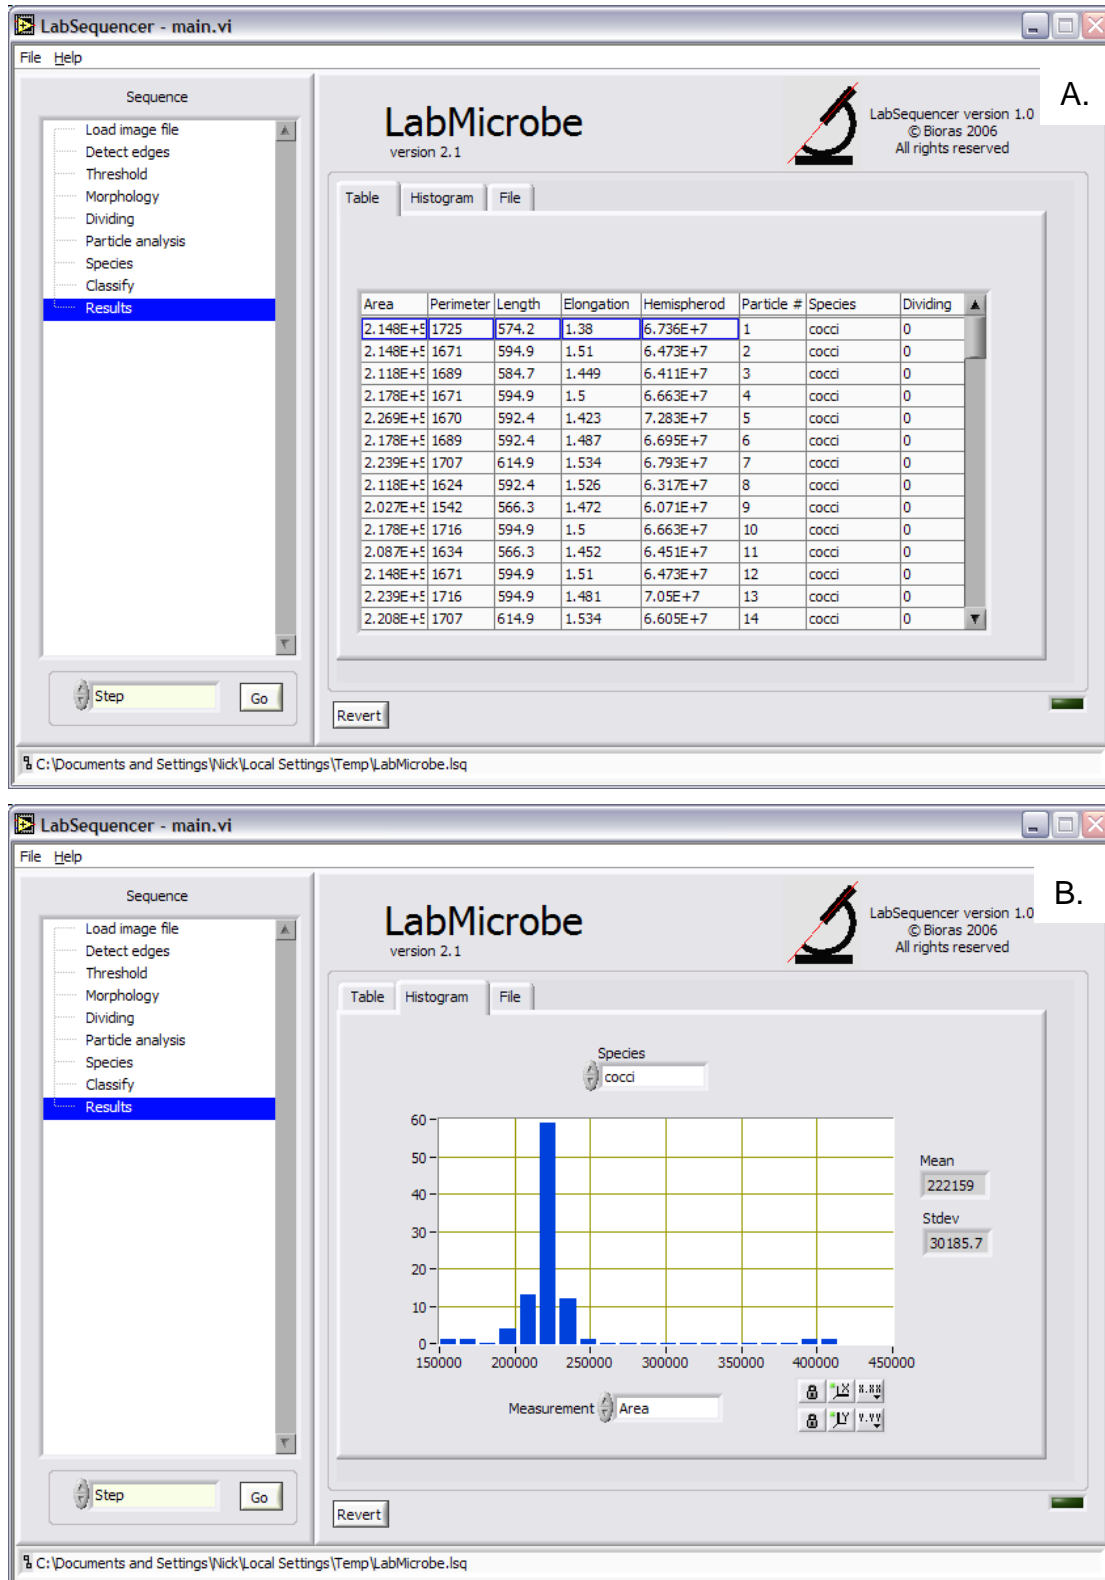 LabSequencer - main.vi
File Help
A.
Sequence
Load image file
Detect edges
Threshold
Morphology
Dividing
Particle analysis
Species
Classify
Results
Step
Go
LabMicrobe
version 2.1
LabSequencer version 1.0
© Bioras 2006
All rights reserved
Table Histogram File
Area Perimeter Length Elongation Hemispherod Particle # Species Dividing
2.148E+5 1725 574.2 1.38 6.736E+7 1 cocci 0
2.148E+5 1671 594.9 1.51 6.473E+7 2 cocci 0
2.118E+5 1689 584.7 1.449 6.411E+7 3 cocci 0
2.178E+5 1671 594.9 1.5 6.663E+7 4 cocci 0
2.269E+5 1670 592.4 1.423 7.283E+7 5 cocci 0
2.178E+5 1689 592.4 1.487 6.695E+7 6 cocci 0
2.239E+5 1707 614.9 1.534 6.793E+7 7 cocci 0
2.118E+5 1624 592.4 1.526 6.317E+7 8 cocci 0
2.027E+5 1542 566.3 1.472 6.071E+7 9 cocci 0
2.178E+5 1716 594.9 1.5 6.663E+7 10 cocci 0
2.087E+5 1634 566.3 1.452 6.451E+7 11 cocci 0
2.148E+5 1671 594.9 1.51 6.473E+7 12 cocci 0
2.239E+5 1716 594.9 1.481 7.05E+7 13 cocci 0
2.208E+5 1707 614.9 1.534 6.605E+7 14 cocci 0
Revert
C:\Documents and Settings\Nick\Local Settings\Temp\LabMicrobe.lsq
LabSequencer - main.vi
File Help
B.
Sequence
Load image file
Detect edges
Threshold
Morphology
Dividing
Particle analysis
Species
Classify
Results
Step
Go
LabMicrobe
version 2.1
LabSequencer version 1.0
© Bioras 2006
All rights reserved
Table Histogram File
Species
cocci
60
50
40
30
20
10
0
150000 200000 250000 300000 350000 400000 450000
Mean
222159
Stdev
30185.7
Measurement Area
X X.XX
Y Y.YY
Revert
C:\Documents and Settings\Nick\Local Settings\Temp\LabMicrobe.lsq